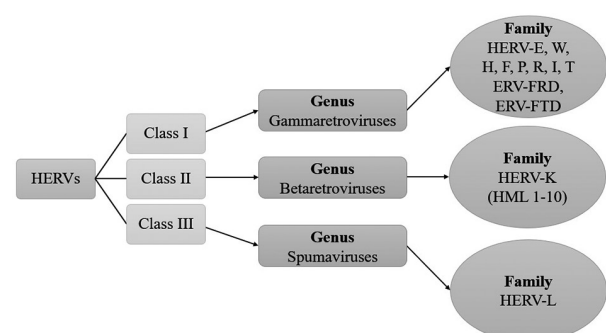 HERVs
Class I
Class II
Class III
Genus
Gammaretroviruses
Genus
Betaretroviruses
Genus
Spumaviruses
Family
HERV-E, W,
H, F, P, R, I, T
ERV-FRD,
ERV-FTD
Family
HERV-K
(HML 1-10)
Family
HERV-L